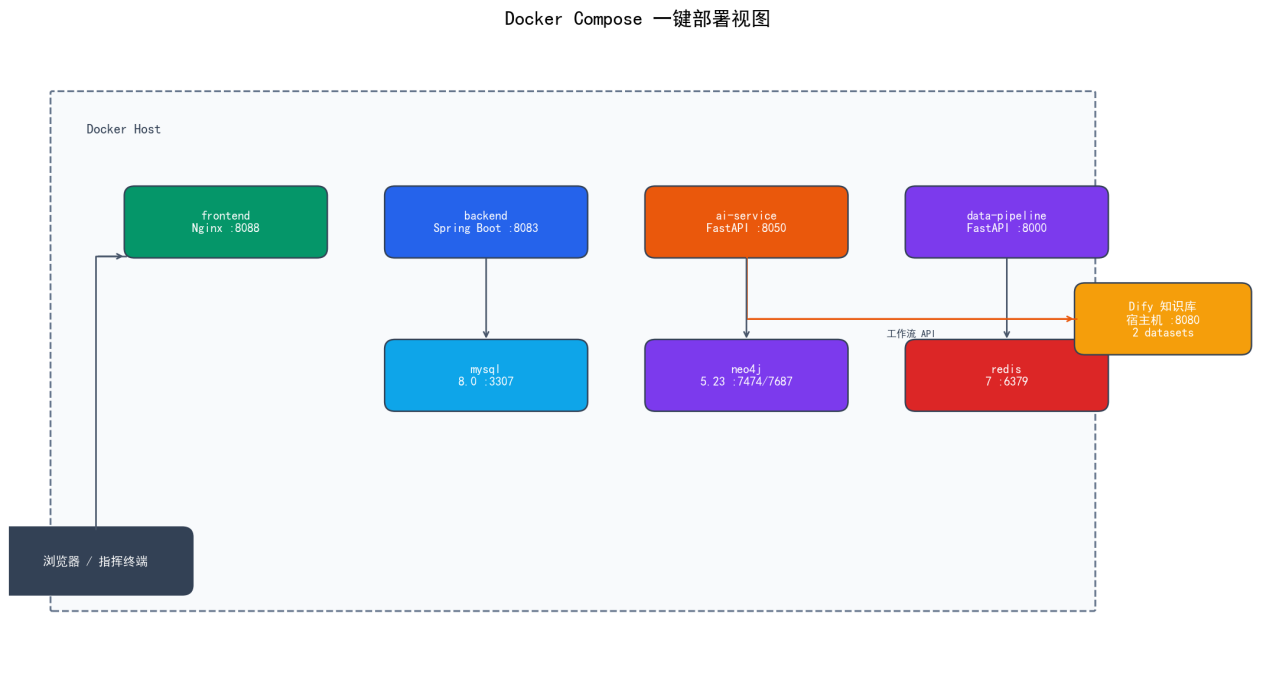 Docker Compose 一键部署视图
Docker Host
frontend
Nginx :8088
backend
Spring Boot :8083
ai-service
FastAPI :8050
data-pipeline
FastAPI :8000
Dify 知识库
宿主机 :8080
2 datasets
工作流 API
mysql
8.0 :3307
neo4j
5.23 :7474/7687
redis
7 :6379
浏览器 / 指挥终端